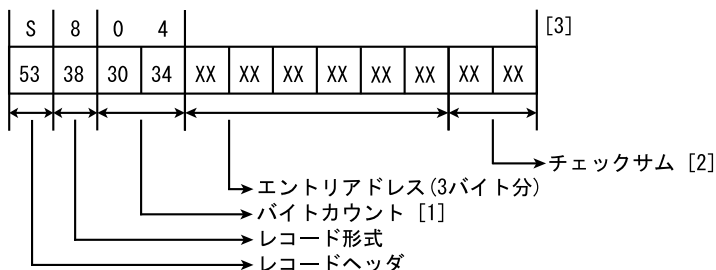 S 8 0 4 [3]
53 38 30 34 XX XX XX XX XX XX XX XX
チェックサム [2]
エントリアドレス(3バイト分)
バイトカウント [1]
レコード形式
レコードヘッダ